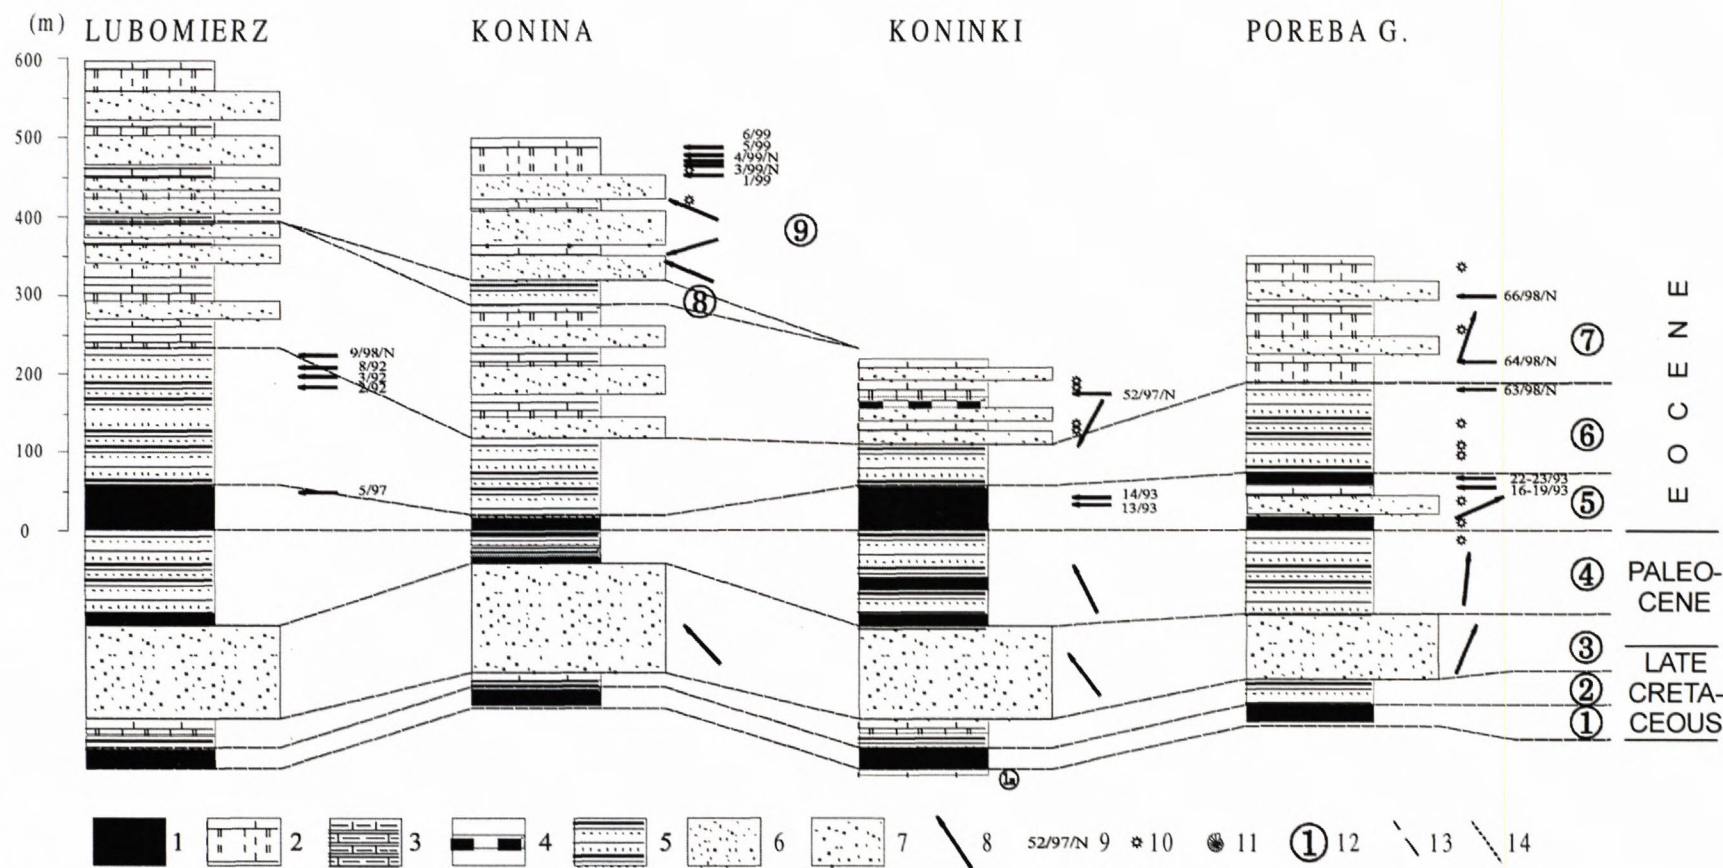 (m) LUBOMIERZ KONINA KONINKI POREBA G.
600
500
400
300
200
100
0
9/98/N
8/92
3/92
2/92
5/97
6/99
5/99
4/99/N
3/99/N
1/99
⑨
⑧
52/97/N
14/93
13/93
1a
66/98/N
64/98/N
63/98/N
22-23/93
16-19/93
⑦
⑥
⑤
④
③
②
①
EOCENE
PALEO-
CENE
LATE
CRETA-
CEOUS
1 2 3 4 5 6 7 8 52/97/N 9 10 11 ① 12 13 14